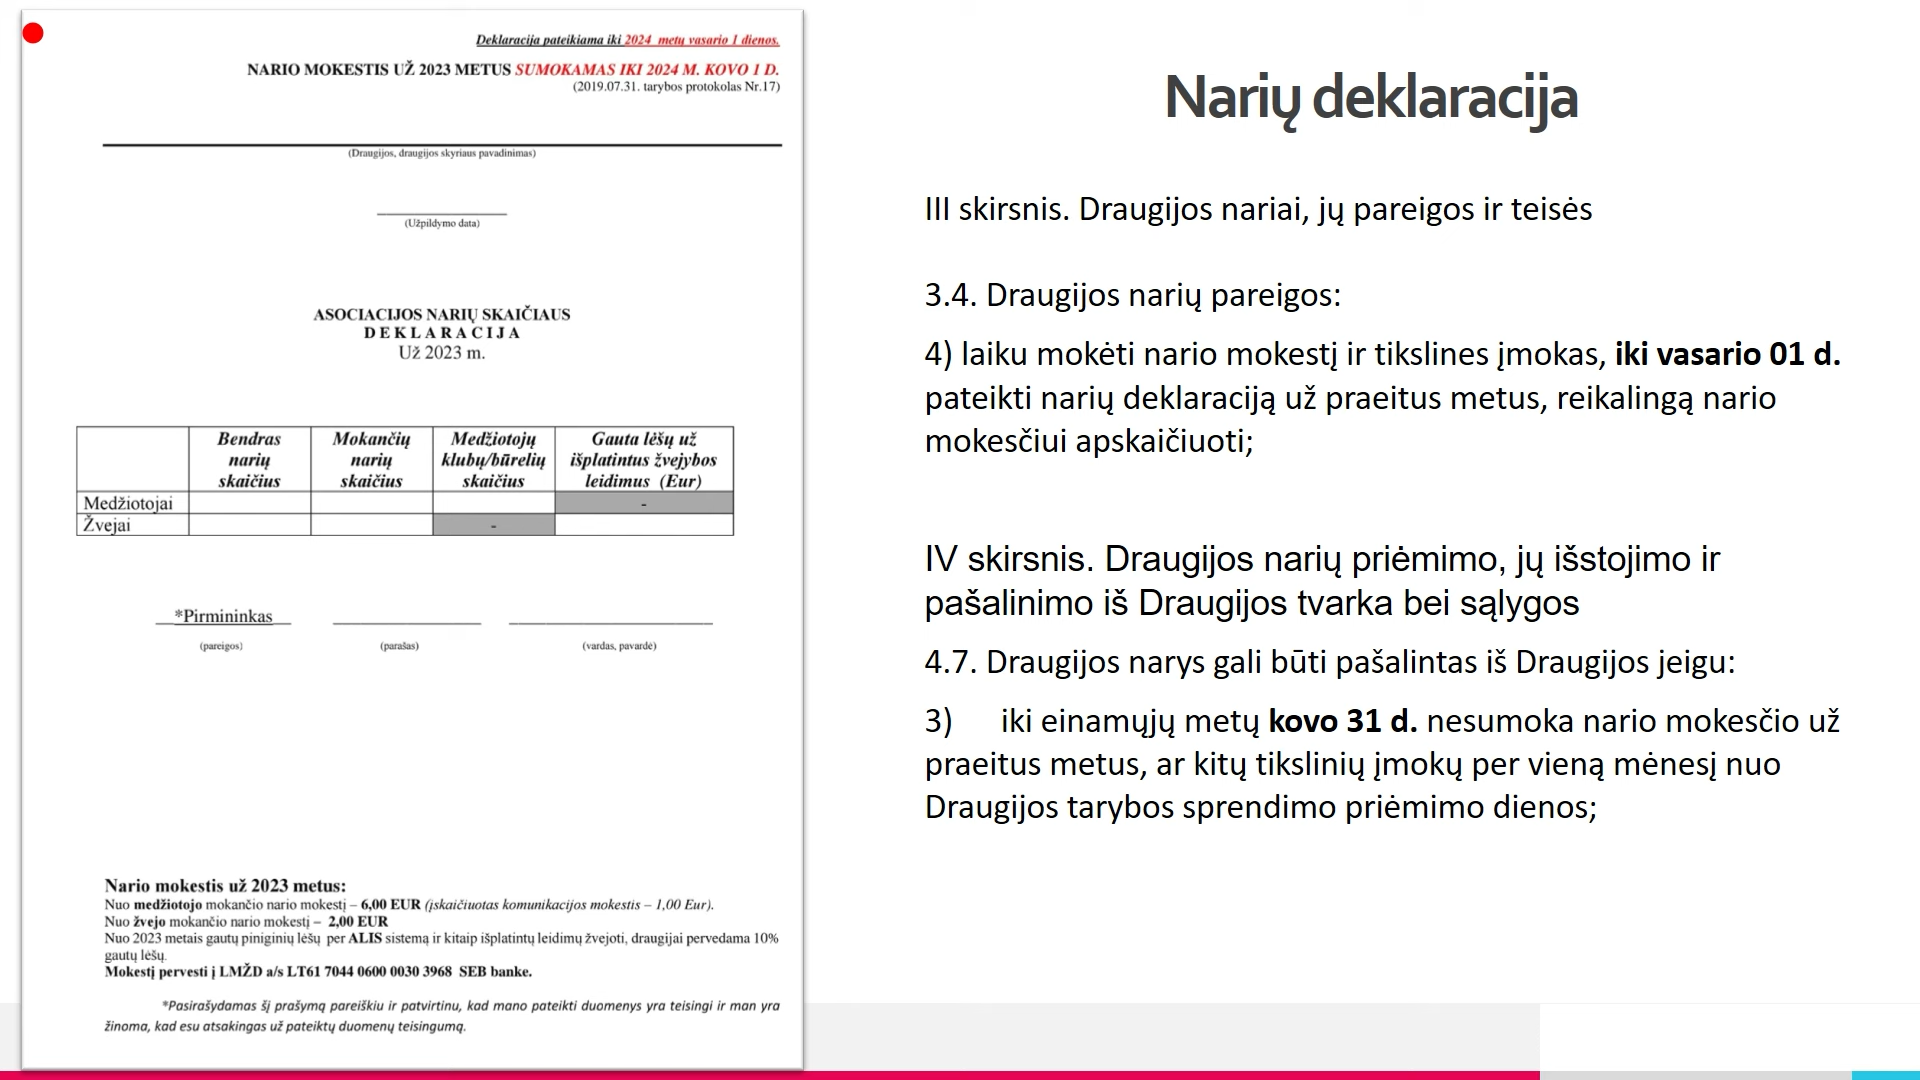 Deklaracija pateikiama iki 2024 metų vasario 1 dienos.
NARIO MOKESTIS UŽ 2023 METUS SUMOKAMAS IKI 2024 M. KOVO 1 D.
(2019.07.31. tarybos protokolas Nr.17)
(Draugijos, draugijos skyriaus pavadinimas)
(Užpildymo data)
ASOCIACIJOS NARIŲ SKAIČIAUS
D E K L A R A C I J A
Už 2023 m.
Bendras narių skaičius
Mokančių narių skaičius
Medžiotojų klubų/būrelių skaičius
Gauta lėšų už išplatintus žvejybos leidimus (Eur)
Medžiotojai -
Žvejai -
*Pirmininkas
(pareigos) (parašas) (vardas, pavardė)
Nario mokestis už 2023 metus:
Nuo medžiotojo mokančio nario mokestį – 6,00 EUR (įskaičiuotas komunikacijos mokestis – 1,00 Eur).
Nuo žvejo mokančio nario mokestį – 2,00 EUR
Nuo 2023 metais gautų piniginių lėšų per ALIS sistemą ir kitaip išplatintų leidimų žvejoti, draugijai pervedama 10%
gautų lėšų.
Mokestį pervesti į LMŽD a/s LT61 7044 0600 0030 3968 SEB banke.
*Pasirašydamas šį prašymą pareiškiu ir patvirtinu, kad mano pateikti duomenys yra teisingi ir man yra
žinoma, kad esu atsakingas už pateiktų duomenų teisingumą.
Narių deklaracija
III skirsnis. Draugijos nariai, jų pareigos ir teisės
3.4. Draugijos narių pareigos:
4) laiku mokėti nario mokestį ir tikslines įmokas, iki vasario 01 d.
pateikti narių deklaraciją už praeitus metus, reikalingą nario
mokesčiui apskaičiuoti;
IV skirsnis. Draugijos narių priėmimo, jų išstojimo ir
pašalinimo iš Draugijos tvarka bei sąlygos
4.7. Draugijos narys gali būti pašalintas iš Draugijos jeigu:
3) iki einamųjų metų kovo 31 d. nesumoka nario mokesčio už
praeitus metus, ar kitų tikslinių įmokų per vieną mėnesį nuo
Draugijos tarybos sprendimo priėmimo dienos;